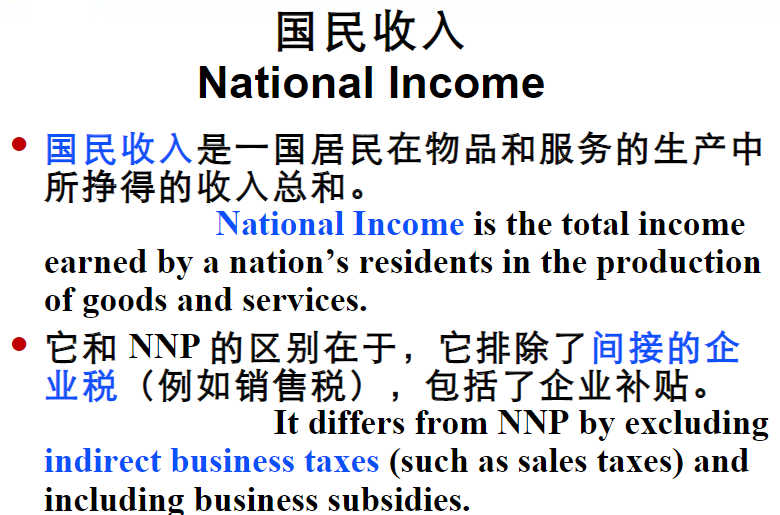 国民收入
National Income
• 国民收入是一国居民在物品和服务的生产中
所挣得的收入总和。
National Income is the total income
earned by a nation’s residents in the production
of goods and services.
• 它和 NNP 的区别在于，它排除了间接的企
业税（例如销售税），包括了企业补贴。
It differs from NNP by excluding
indirect business taxes (such as sales taxes) and
including business subsidies.